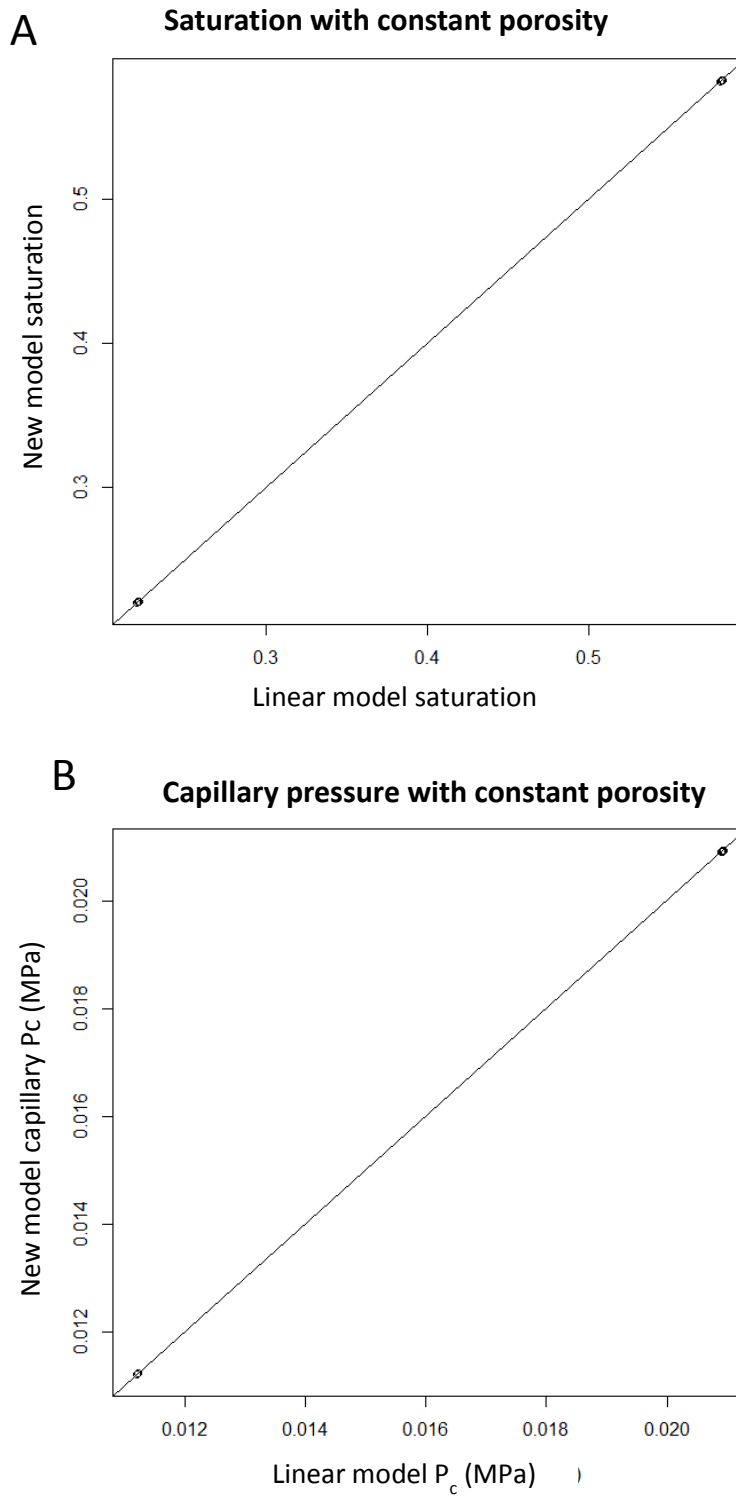 A
Saturation with constant porosity
New model saturation
0.5
0.4
0.3
0.3 0.4 0.5
Linear model saturation
B
Capillary pressure with constant porosity
New model capillary Pc (MPa)
0.020
0.018
0.016
0.014
0.012
0.012 0.014 0.016 0.018 0.020
Linear model Pc (MPa) )